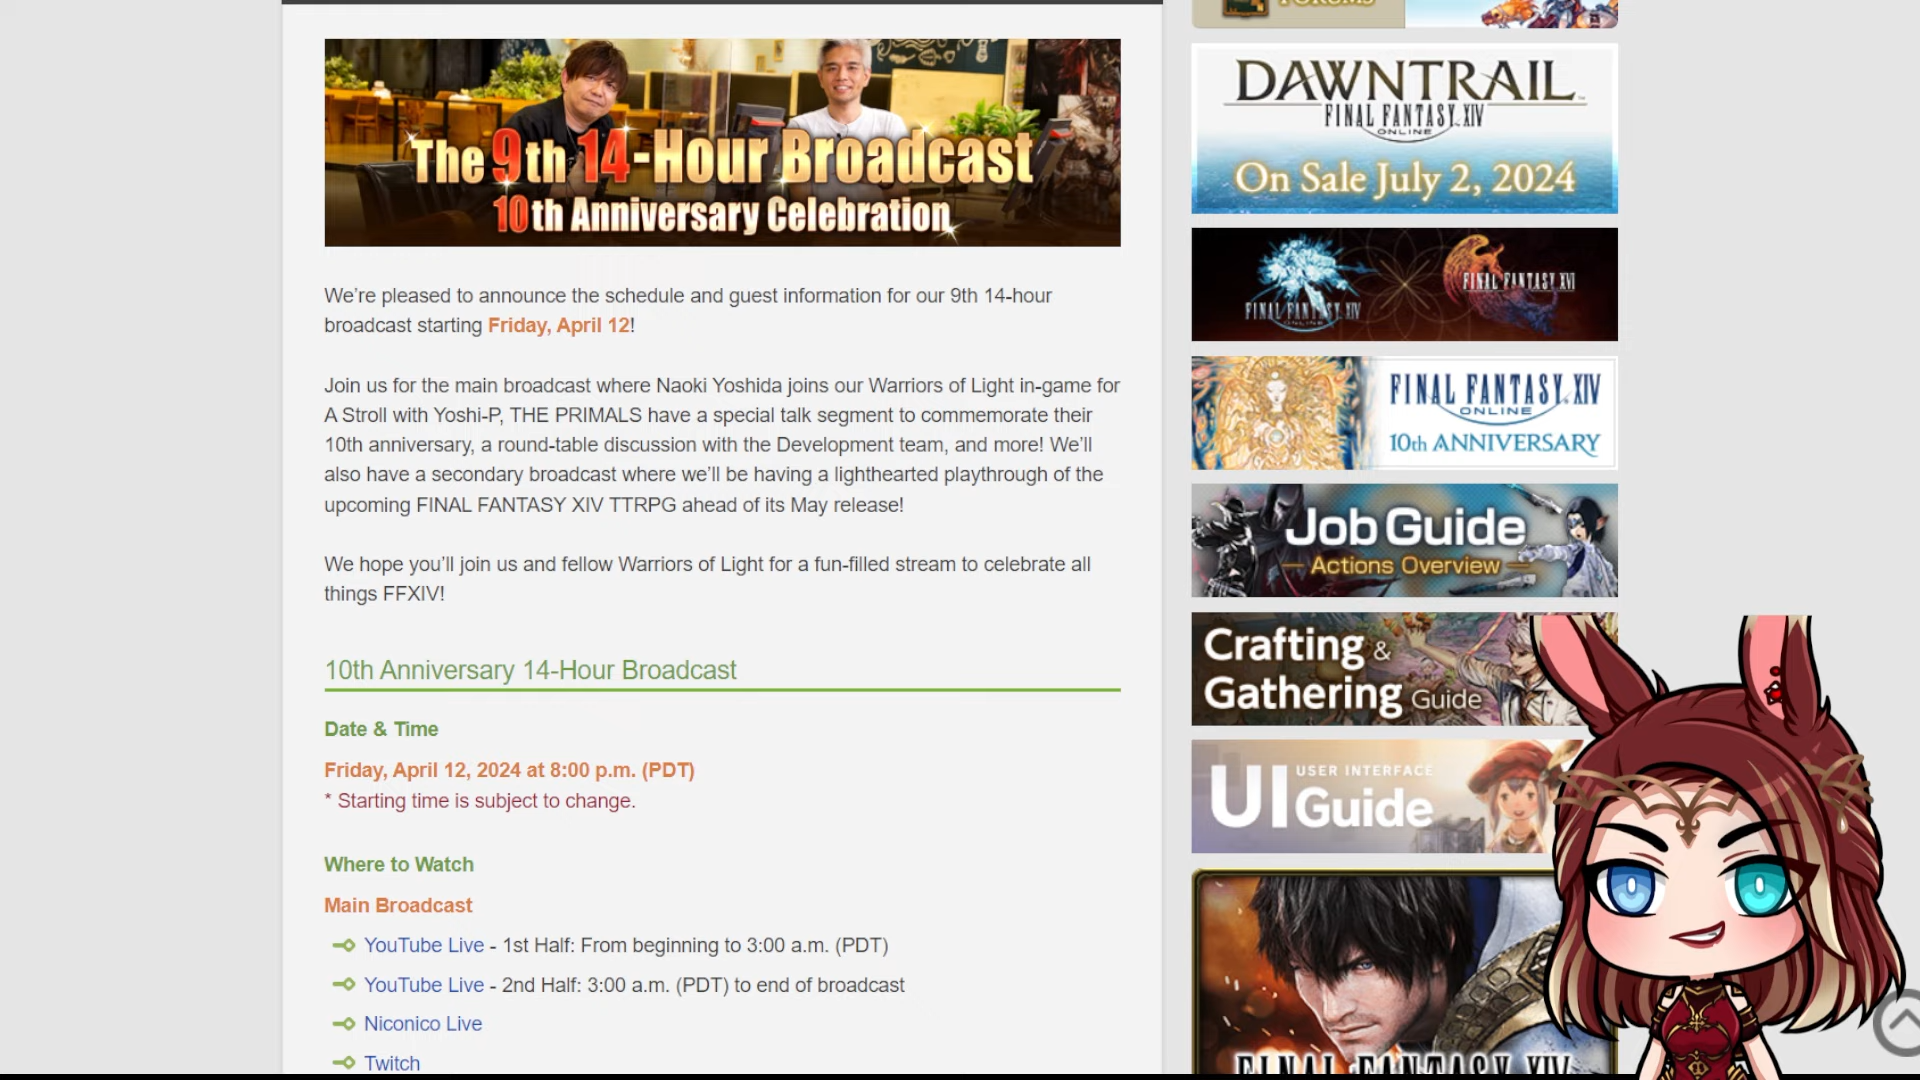 The 9th 14-Hour Broadcast
10th Anniversary Celebration
We’re pleased to announce the schedule and guest information for our 9th 14-hour
broadcast starting Friday, April 12!
Join us for the main broadcast where Naoki Yoshida joins our Warriors of Light in-game for
A Stroll with Yoshi-P, THE PRIMALS have a special talk segment to commemorate their
10th anniversary, a round-table discussion with the Development team, and more! We’ll
also have a secondary broadcast where we’ll be having a lighthearted playthrough of the
upcoming FINAL FANTASY XIV TTRPG ahead of its May release!
We hope you’ll join us and fellow Warriors of Light for a fun-filled stream to celebrate all
things FFXIV!
10th Anniversary 14-Hour Broadcast
Date & Time
Friday, April 12, 2024 at 8:00 p.m. (PDT)
* Starting time is subject to change.
Where to Watch
Main Broadcast
YouTube Live - 1st Half: From beginning to 3:00 a.m. (PDT)
YouTube Live - 2nd Half: 3:00 a.m. (PDT) to end of broadcast
Niconico Live
Twitch
FORUMS
DAWNTRAIL™
FINAL FANTASY XIV
ONLINE
On Sale July 2, 2024
FINAL FANTASY XIV
ONLINE
FINAL FANTASY XVI
FINAL FANTASY XIV
ONLINE
10th ANNIVERSARY
Job Guide
Actions Overview
Crafting &
Gathering Guide
UI USER INTERFACE
Guide
FINAL FANTASY XIV